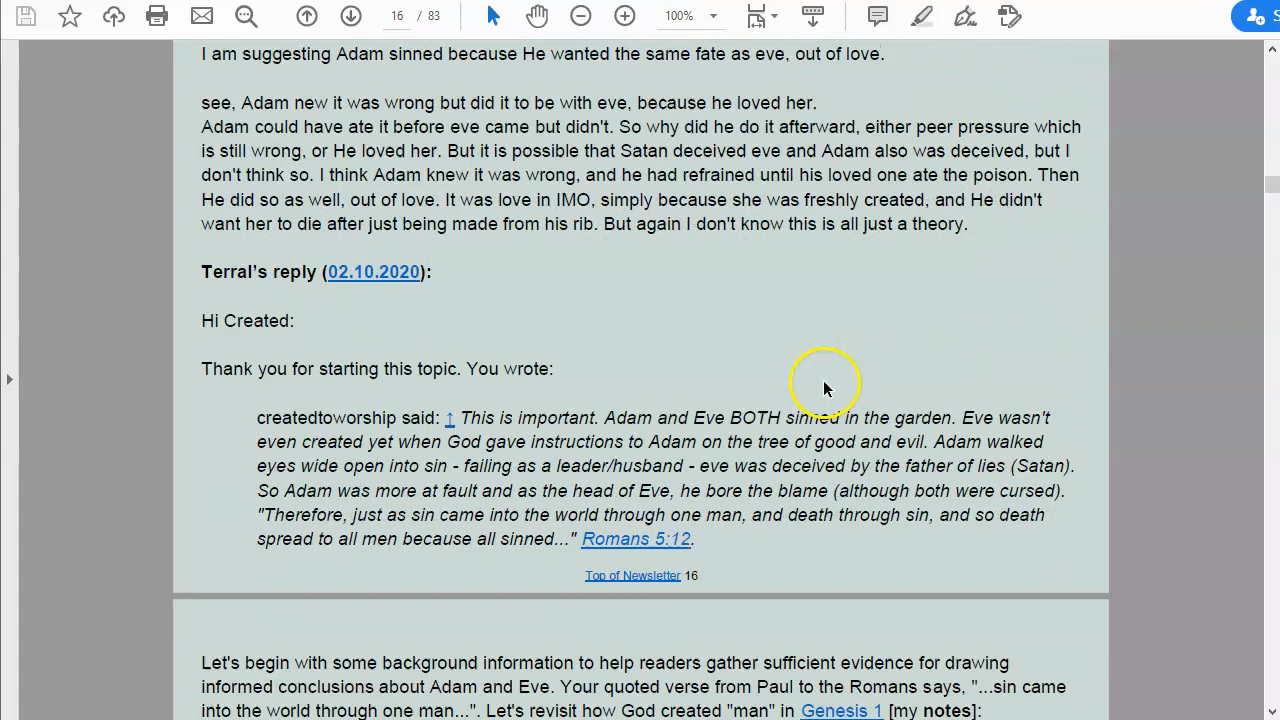 16 / 83
100%
S
I am suggesting Adam sinned because He wanted the same fate as eve, out of love.
see, Adam new it was wrong but did it to be with eve, because he loved her.
Adam could have ate it before eve came but didn't. So why did he do it afterward, either peer pressure which
is still wrong, or He loved her. But it is possible that Satan deceived eve and Adam also was deceived, but I
don't think so. I think Adam knew it was wrong, and he had refrained until his loved one ate the poison. Then
He did so as well, out of love. It was love in IMO, simply because she was freshly created, and He didn't
want her to die after just being made from his rib. But again I don't know this is all just a theory.
Terral's reply (02.10.2020):
Hi Created:
Thank you for starting this topic. You wrote:
createdtoworship said: ↑ This is important. Adam and Eve BOTH sinned in the garden. Eve wasn't
even created yet when God gave instructions to Adam on the tree of good and evil. Adam walked
eyes wide open into sin - failing as a leader/husband - eve was deceived by the father of lies (Satan).
So Adam was more at fault and as the head of Eve, he bore the blame (although both were cursed).
"Therefore, just as sin came into the world through one man, and death through sin, and so death
spread to all men because all sinned..." Romans 5:12.
Top of Newsletter 16
Let's begin with some background information to help readers gather sufficient evidence for drawing
informed conclusions about Adam and Eve. Your quoted verse from Paul to the Romans says, "...sin came
into the world through one man...". Let's revisit how God created "man" in Genesis 1 [my notes]: